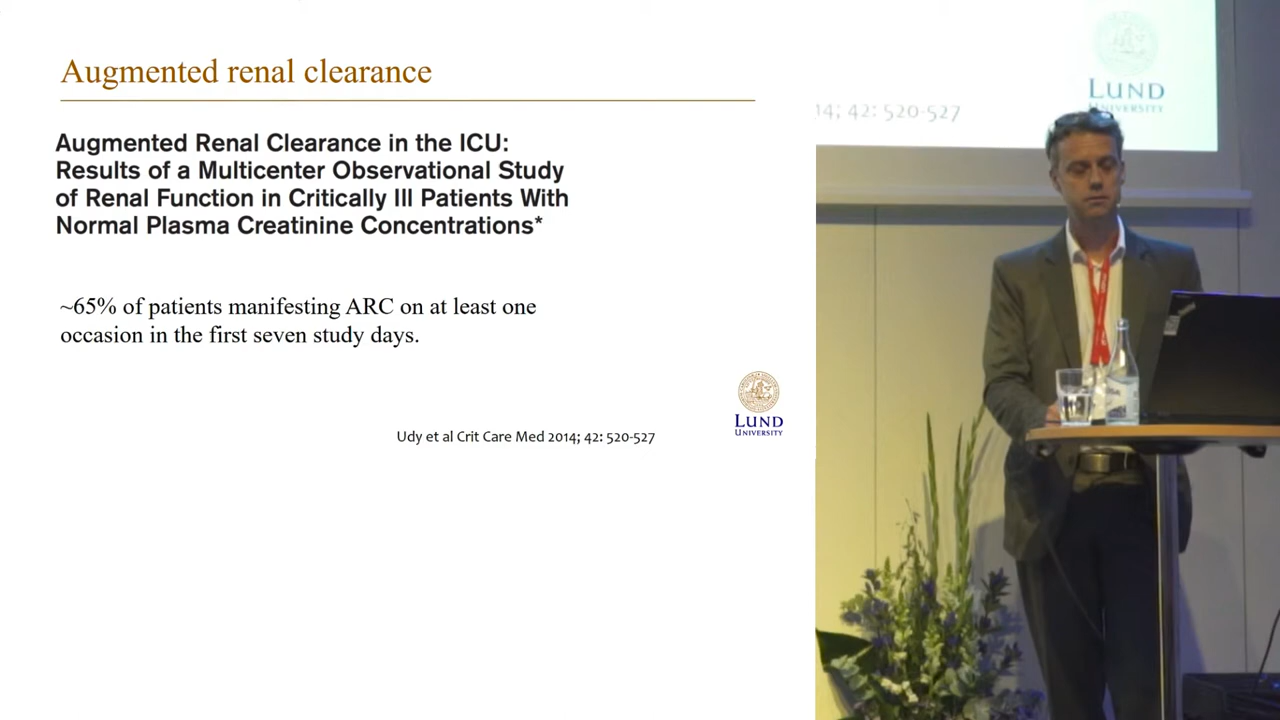 Augmented renal clearance
Augmented Renal Clearance in the ICU:
Results of a Multicenter Observational Study
of Renal Function in Critically Ill Patients With
Normal Plasma Creatinine Concentrations*
~65% of patients manifesting ARC on at least one
occasion in the first seven study days.
Udy et al Crit Care Med 2014; 42: 520-527
LUND
UNIVERSITY
14; 42: 520-527
LUND
UNIVERSITY